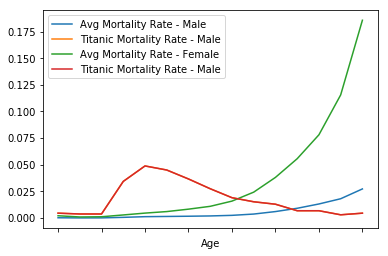 Avg Mortality Rate - Male
Titanic Mortality Rate - Male
Avg Mortality Rate - Female
Titanic Mortality Rate - Male
0.175
0.150
0.125
0.100
0.075
0.050
0.025
0.000
Age